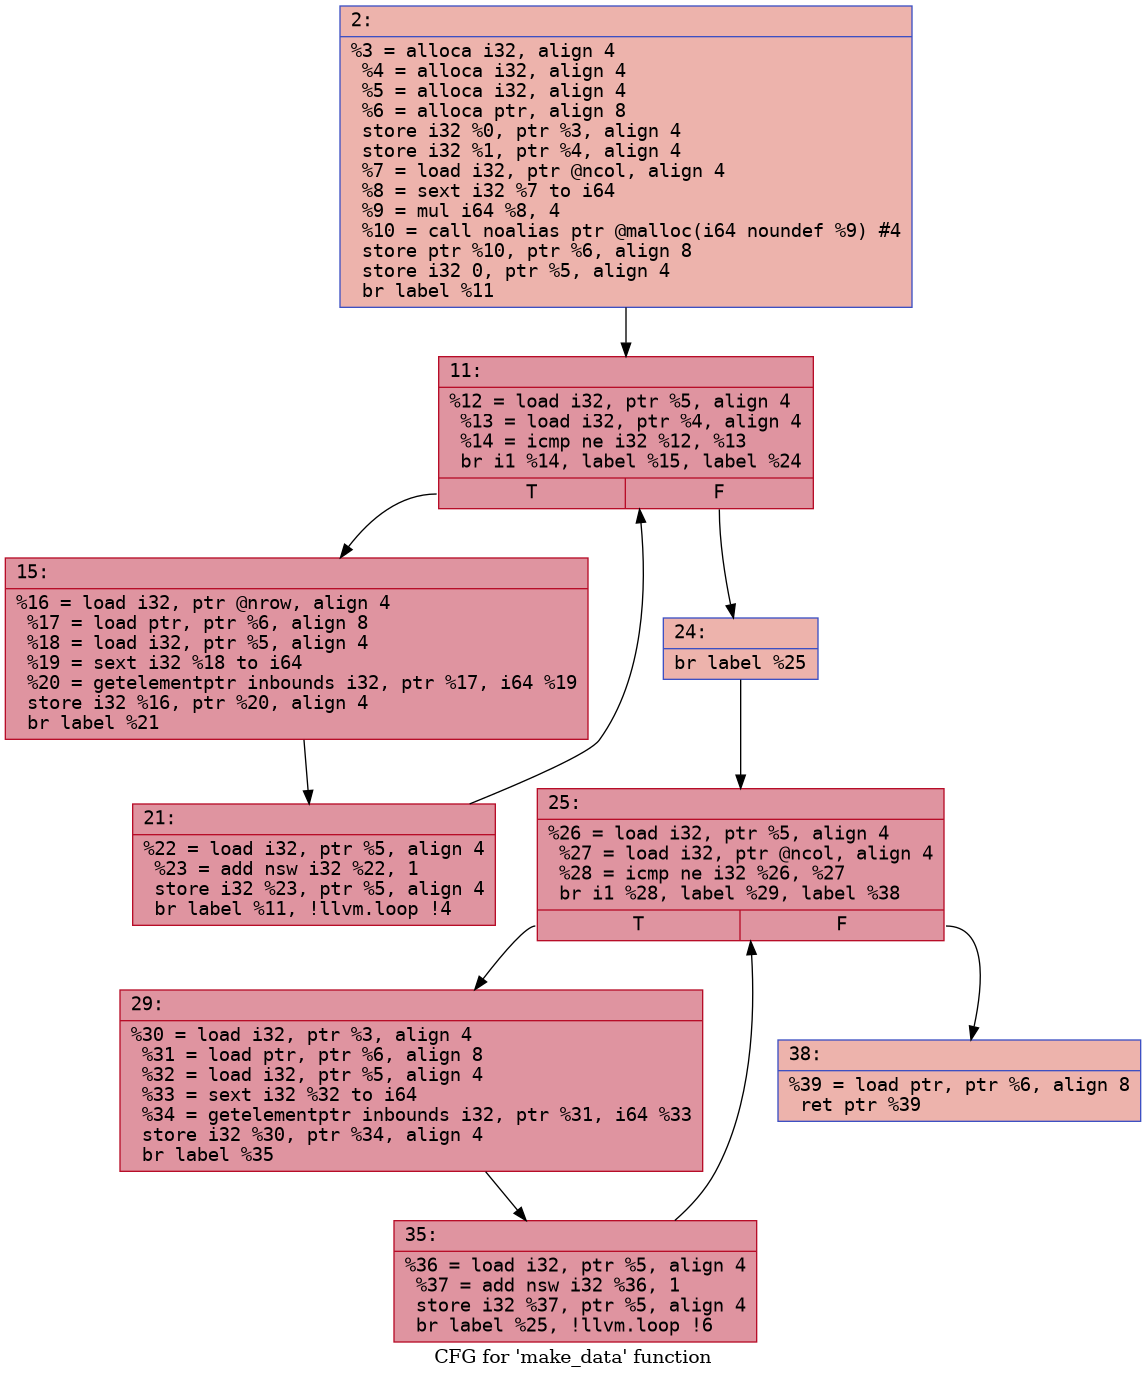 2:
%3 = alloca i32, align 4
%4 = alloca i32, align 4
%5 = alloca i32, align 4
%6 = alloca ptr, align 8
store i32 %0, ptr %3, align 4
store i32 %1, ptr %4, align 4
%7 = load i32, ptr @ncol, align 4
%8 = sext i32 %7 to i64
%9 = mul i64 %8, 4
%10 = call noalias ptr @malloc(i64 noundef %9) #4
store ptr %10, ptr %6, align 8
store i32 0, ptr %5, align 4
br label %11
11:
%12 = load i32, ptr %5, align 4
%13 = load i32, ptr %4, align 4
%14 = icmp ne i32 %12, %13
br i1 %14, label %15, label %24
T F
15:
%16 = load i32, ptr @nrow, align 4
%17 = load ptr, ptr %6, align 8
%18 = load i32, ptr %5, align 4
%19 = sext i32 %18 to i64
%20 = getelementptr inbounds i32, ptr %17, i64 %19
store i32 %16, ptr %20, align 4
br label %21
24:
br label %25
21:
%22 = load i32, ptr %5, align 4
%23 = add nsw i32 %22, 1
store i32 %23, ptr %5, align 4
br label %11, !llvm.loop !4
25:
%26 = load i32, ptr %5, align 4
%27 = load i32, ptr @ncol, align 4
%28 = icmp ne i32 %26, %27
br i1 %28, label %29, label %38
T F
29:
%30 = load i32, ptr %3, align 4
%31 = load ptr, ptr %6, align 8
%32 = load i32, ptr %5, align 4
%33 = sext i32 %32 to i64
%34 = getelementptr inbounds i32, ptr %31, i64 %33
store i32 %30, ptr %34, align 4
br label %35
38:
%39 = load ptr, ptr %6, align 8
ret ptr %39
35:
%36 = load i32, ptr %5, align 4
%37 = add nsw i32 %36, 1
store i32 %37, ptr %5, align 4
br label %25, !llvm.loop !6
CFG for 'make_data' function